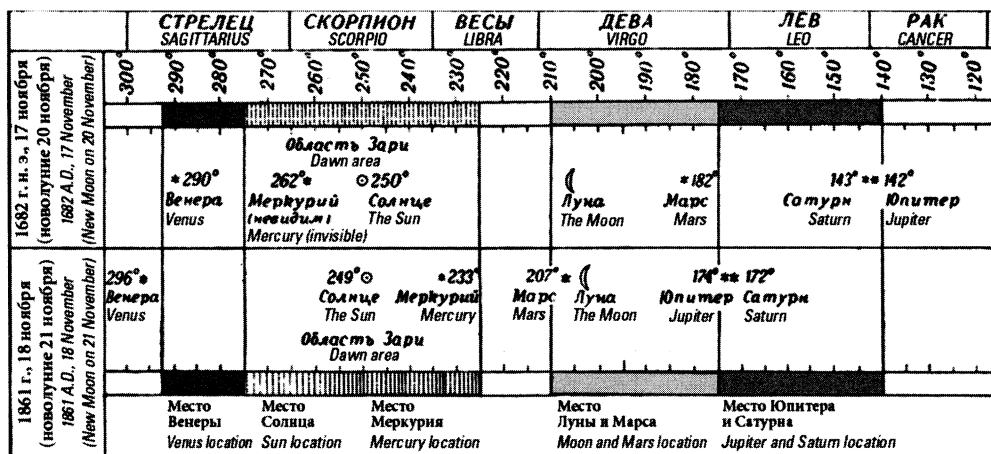 СТРЕЛЕЦ СКОРПИОН ВЕСЫ ДЕВА ЛЕВ РАК
SAGITTARIUS SCORPIO LIBRA VIRGO LEO CANCER
300° 290° 280° 270° 260° 250° 240° 230° 220° 210° 200° 190° 180° 170° 160° 150° 140° 130° 120°
1682 г. н. э., 17 ноября
(новолуние 20 ноября)
1682 A.D., 17 November
(New Moon on 20 November)
Область Зари
Dawn area
*290° 262°* ⊙250° *182° 143°** 142°
Венера Меркурий Солнце Луна Марс Сатурн Юпитер
(невидим)
Venus Mercury (invisible) The Sun The Moon Mars Saturn Jupiter
1861 г., 18 ноября
(новолуние 21 ноября)
1861 A.D., 18 November
(New Moon on 21 November)
296°* 249°⊙ *233° 207°* 174°** 172°
Венера Солнце Меркурий Марс Луна Юпитер Сатурн
Venus The Sun Mercury Mars The Moon Jupiter Saturn
Область Зари
Dawn area
Место Место Место Место Место Юпитера
Венеры Солнца Меркурия Луны и Марса и Сатурна
Venus location Sun location Mercury location Moon and Mars location Jupiter and Saturn location